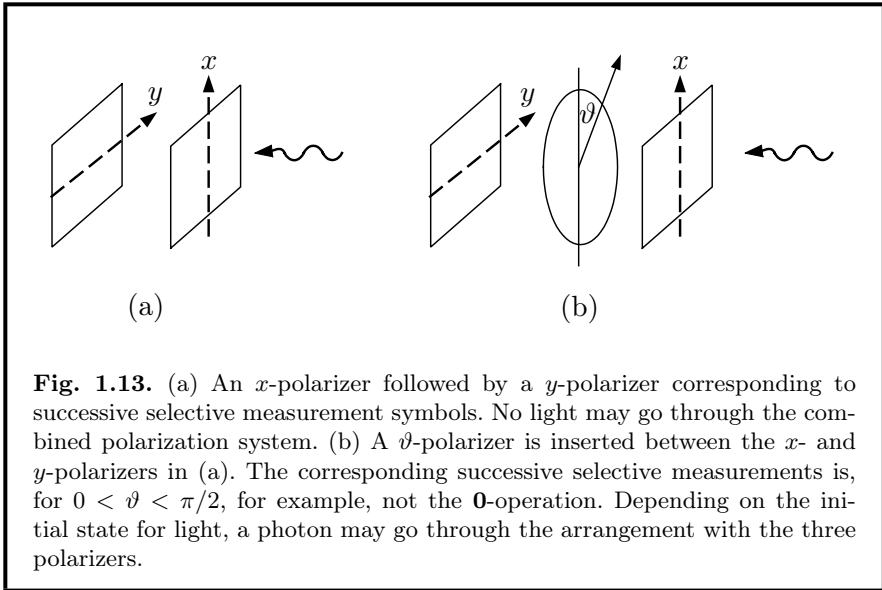 x
y
(a)
x
y
ϑ
(b)
Fig. 1.13. (a) An x-polarizer followed by a y-polarizer corresponding to
successive selective measurement symbols. No light may go through the com-
bined polarization system. (b) A ϑ-polarizer is inserted between the x- and
y-polarizers in (a). The corresponding successive selective measurements is,
for 0 < ϑ < π/2, for example, not the 0-operation. Depending on the ini-
tial state for light, a photon may go through the arrangement with the three
polarizers.